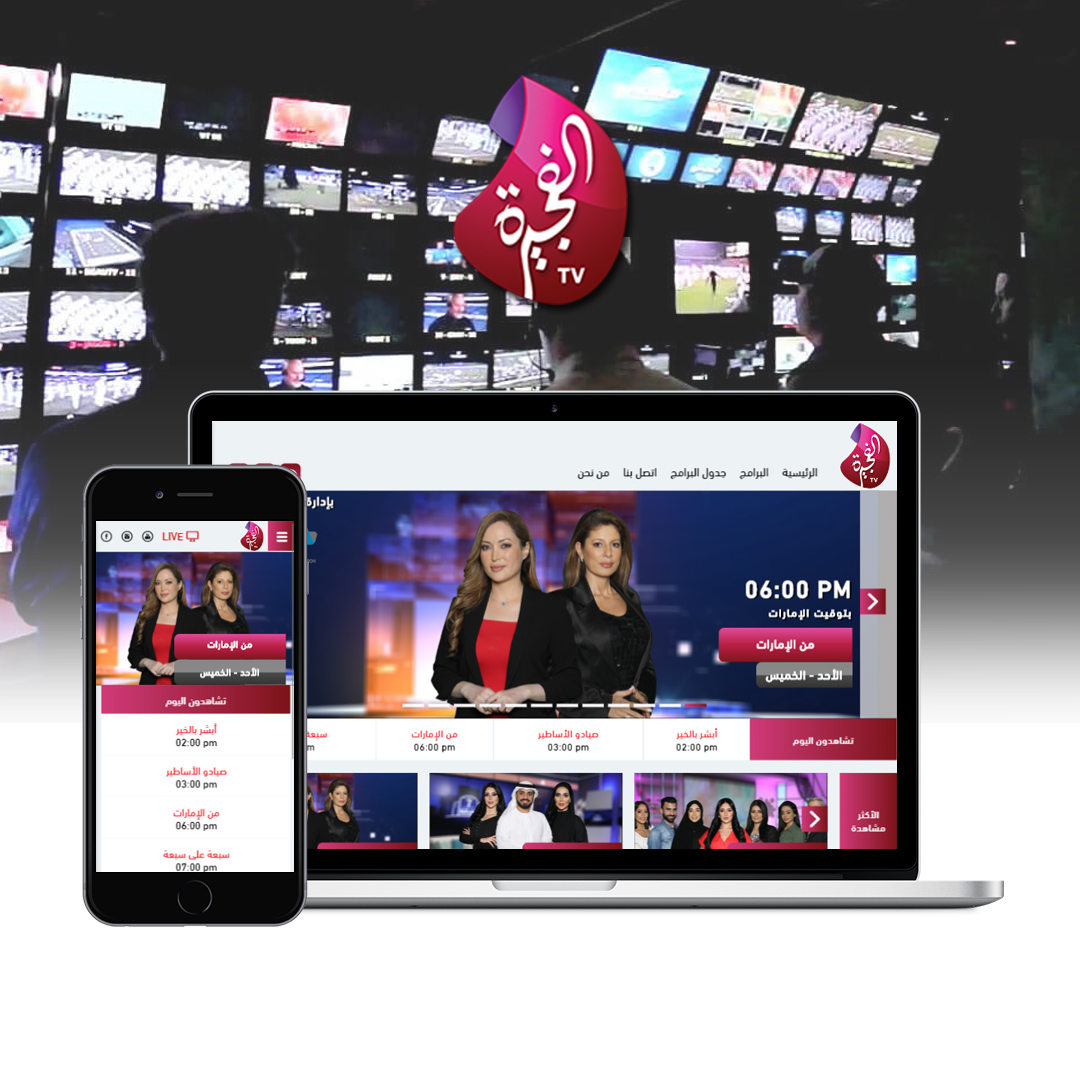 الفجيرة
TV
الفجيرة
TV
الرئيسية
البرامج
جدول البرامج
اتصل بنا
من نحن
بإدارة
06:00 PM
بتوقيت الإمارات
من الإمارات
الأحد - الخميس
تشاهدون اليوم
أبشر بالخير
02:00 pm
صيادو الأساطير
03:00 pm
من الإمارات
06:00 pm
الأكثر
مشاهدة
LIVE
من الإمارات
الأحد - الخميس
تشاهدون اليوم
أبشر بالخير
02:00 pm
صيادو الأساطير
03:00 pm
من الإمارات
06:00 pm
سبعة على سبعة
07:00 pm